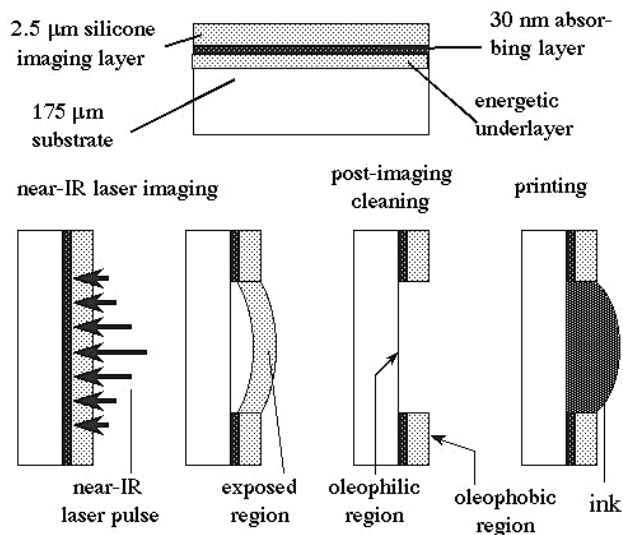 2.5 μm silicone
imaging layer
30 nm absor-
bing layer
175 μm
substrate
energetic
underlayer
near-IR laser imaging
post-imaging
cleaning
printing
near-IR
laser pulse
exposed
region
oleophilic
region
oleophobic
region
ink